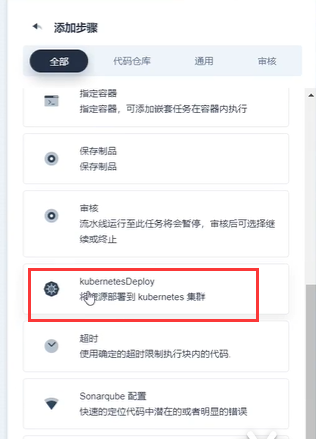 添加步骤
全部 代码仓库 通用 审核
指定容器
指定容器，可添加嵌套任务在容器内执行
保存制品
保存制品
审核
流水线运行至此任务将会暂停，审核后可选择继
续或终止
kubernetesDeploy
将资源部署到 kubernetes 集群
超时
使用确定的超时限制执行块内的代码.
Sonarqube 配置
快速的定位代码中潜在的或者明显的错误